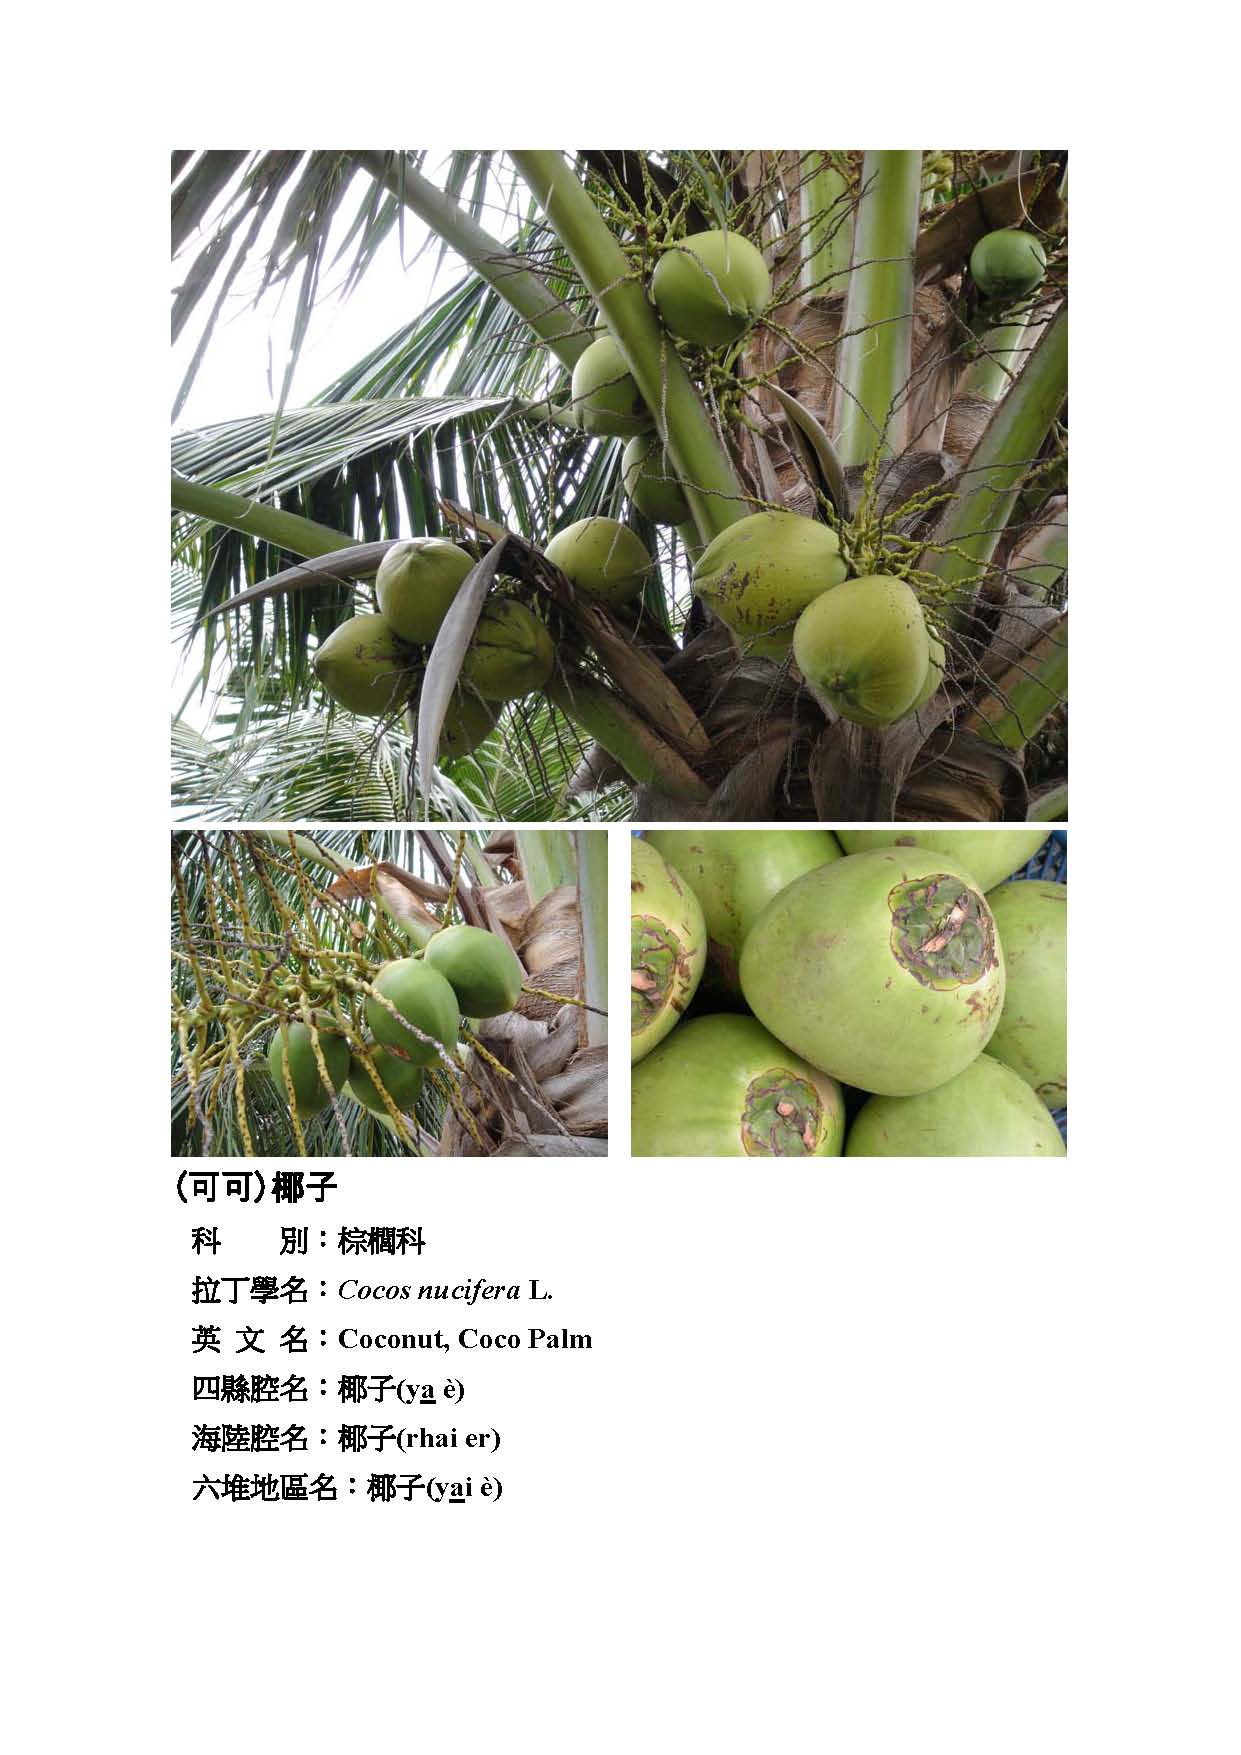 (可可)椰子
科　　別：棕櫚科
拉丁學名：Cocos nucifera L.
英 文 名：Coconut, Coco Palm
四縣腔名：椰子(ya è)
海陸腔名：椰子(rhai er)
六堆地區名：椰子(yai è)